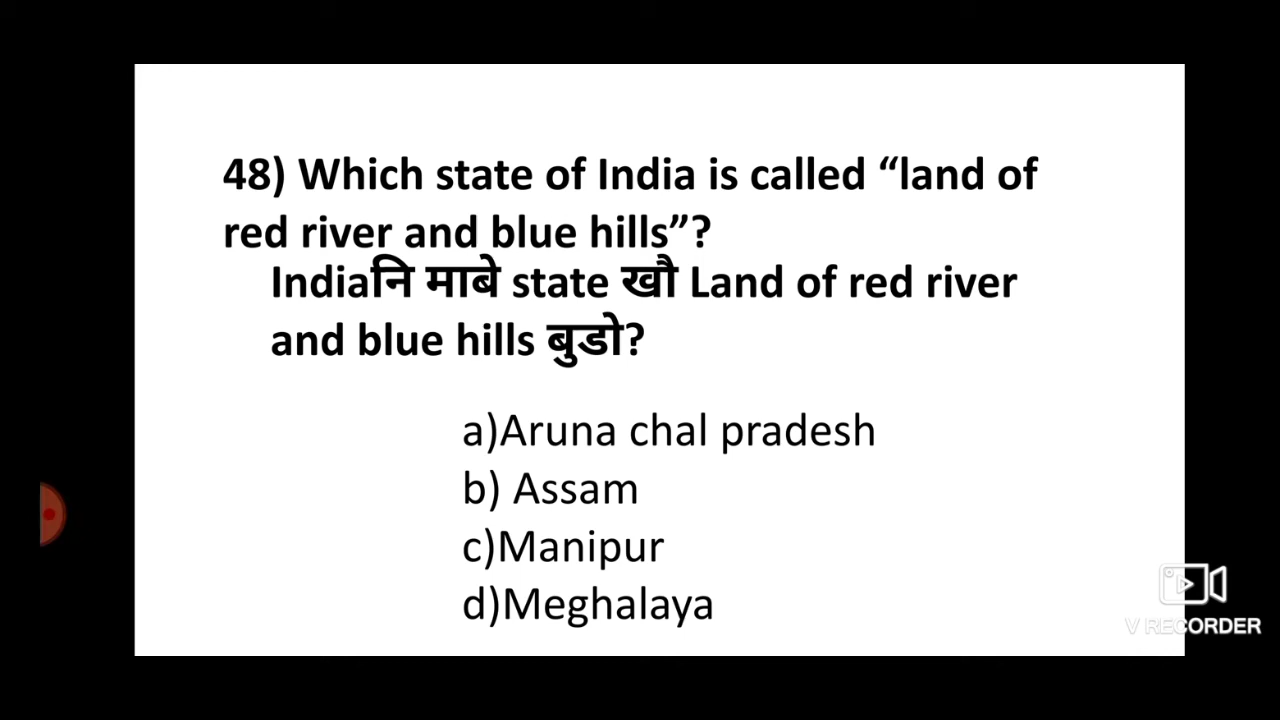 48) Which state of India is called “land of
red river and blue hills”?
Indiaनि माबे state खौ Land of red river
and blue hills बुडो?
a)Aruna chal pradesh
b) Assam
c)Manipur
d)Meghalaya
V RECORDER